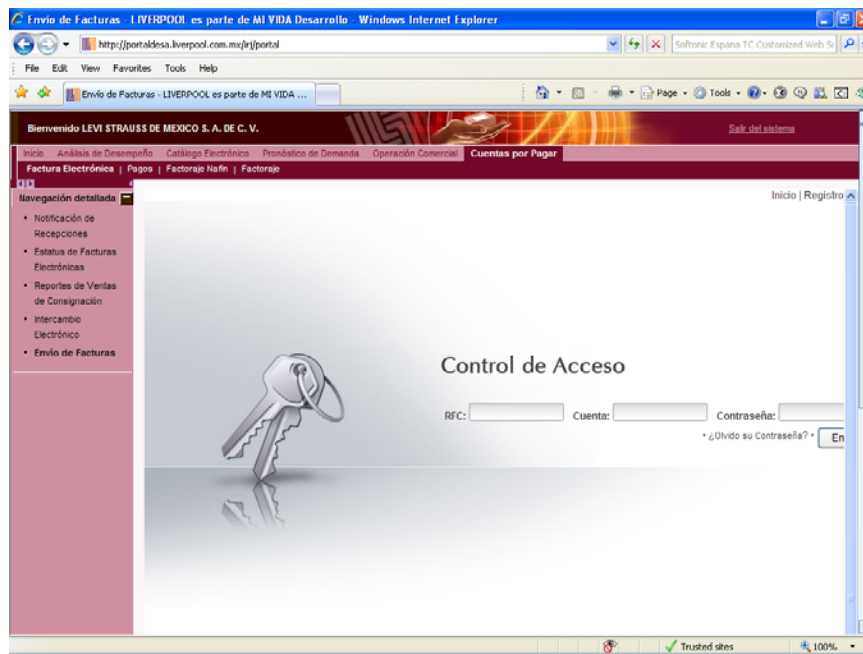 Envío de Facturas - LIVERPOOL es parte de MI VIDA Desarrollo - Windows Internet Explorer
http://portaldesa.liverpool.com.mx/irj/portal
Softonic Espana TC Customized Web S
File Edit View Favorites Tools Help
Envío de Facturas - LIVERPOOL es parte de MI VIDA ...
Page Tools
Bienvenido LEVI STRAUSS DE MEXICO S. A. DE C. V.
Salir del sistema
Inicio Análisis de Desempeño Catálogo Electrónico Pronóstico de Demanda Operación Comercial Cuentas por Pagar
Factura Electrónica | Pagos | Factoraje Nafin | Factoraje
Navegación detallada
Inicio | Registro
• Notificación de
Recepciones
• Estatus de Facturas
Electrónicas
• Reportes de Ventas
de Consignación
• Intercambio
Electrónico
• Envío de Facturas
Control de Acceso
RFC: Cuenta: Contraseña:
• ¿Olvido su Contraseña? • En
Trusted sites 100%